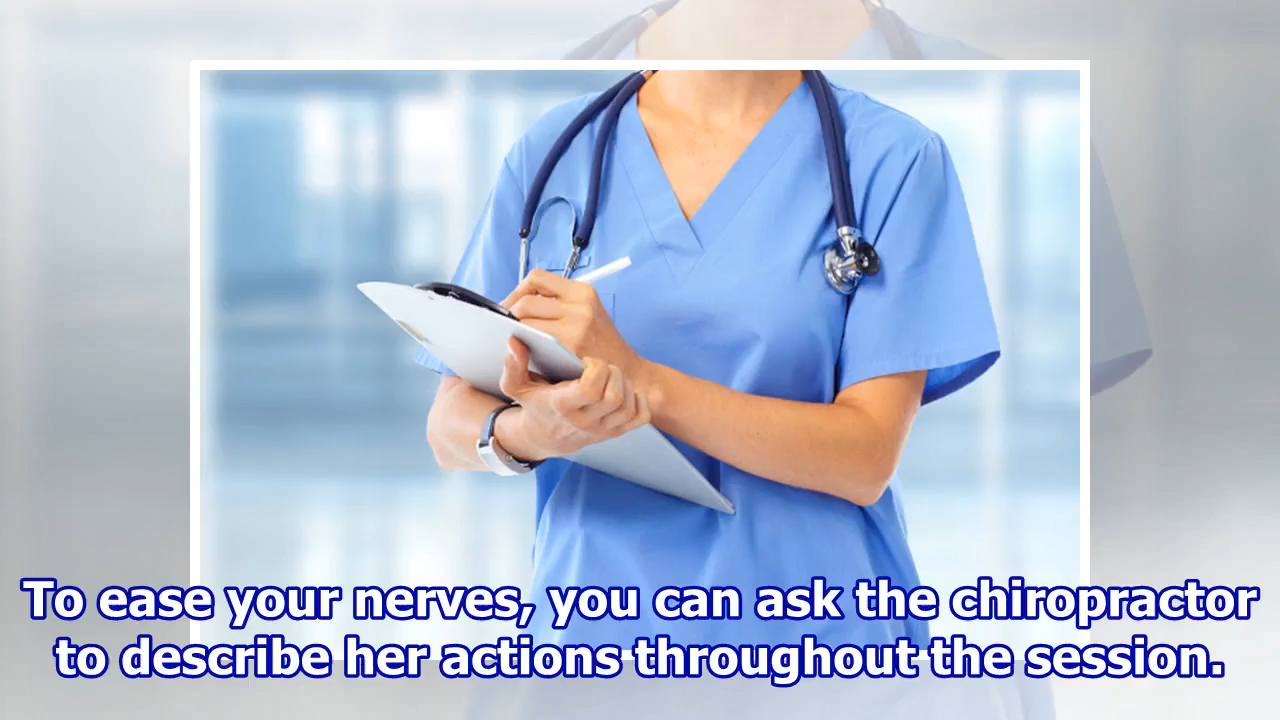 To ease your nerves, you can ask the chiropractor
to describe her actions throughout the session.